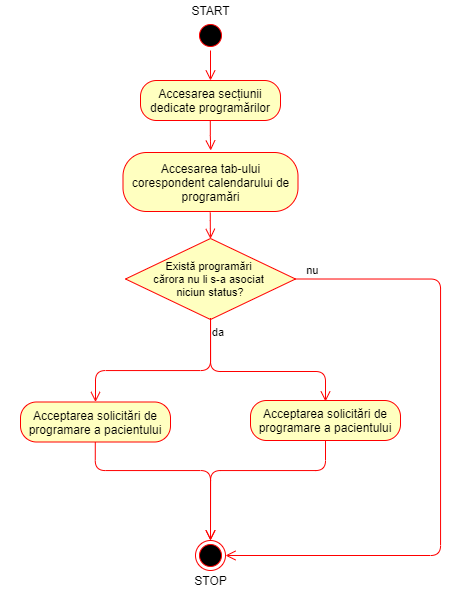 START
Accesarea secțiunii
dedicate programărilor
Accesarea tab-ului
corespondent calendarului de
programări
Există programări
cărora nu li s-a asociat
niciun status?
nu
da
Acceptarea solicitări de
programare a pacientului
Acceptarea solicitări de
programare a pacientului
STOP